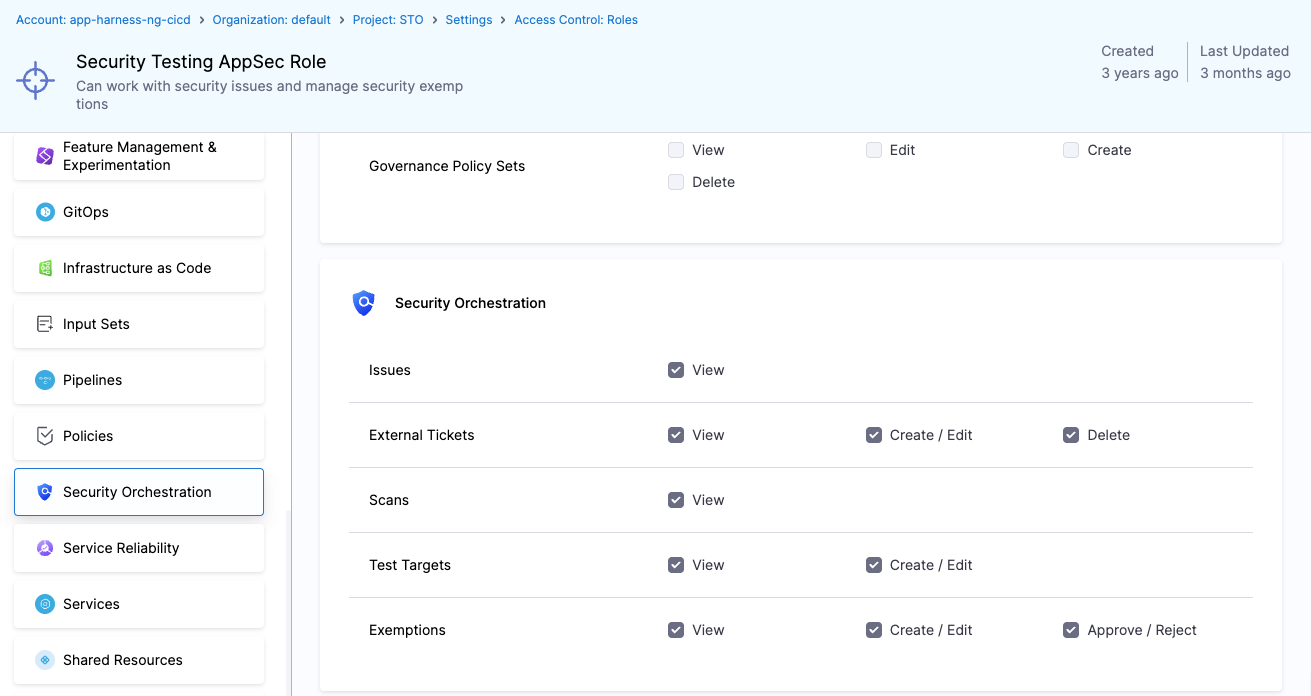 Account: app-harness-ng-cicd > Organization: default > Project: STO > Settings > Access Control: Roles
Security Testing AppSec Role
Can work with security issues and manage security exemp
tions
Created
3 years ago
Last Updated
3 months ago
Feature Management &
Experimentation
GitOps
Infrastructure as Code
Input Sets
Pipelines
Policies
Security Orchestration
Service Reliability
Services
Shared Resources
Governance Policy Sets
View Edit Create
Delete
Security Orchestration
Issues View
External Tickets View Create / Edit Delete
Scans View
Test Targets View Create / Edit
Exemptions View Create / Edit Approve / Reject